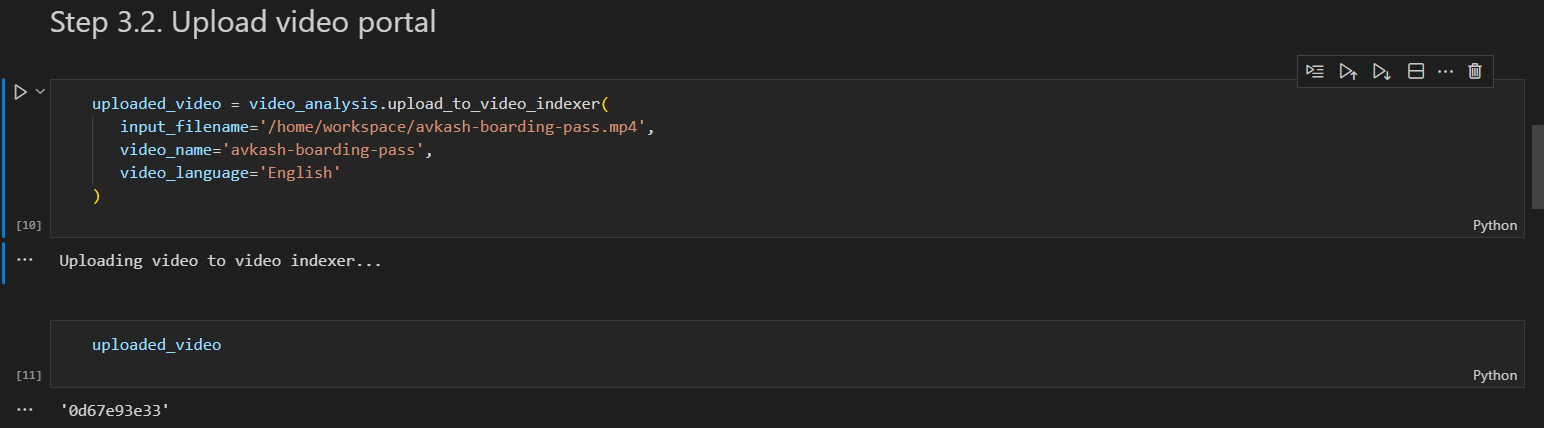 Step 3.2. Upload video portal
uploaded_video = video_analysis.upload_to_video_indexer(
input_filename='/home/workspace/avkash-boarding-pass.mp4',
video_name='avkash-boarding-pass',
video_language='English'
)
[10]
Python
Uploading video to video indexer...
uploaded_video
[11]
Python
'0d67e93e33'